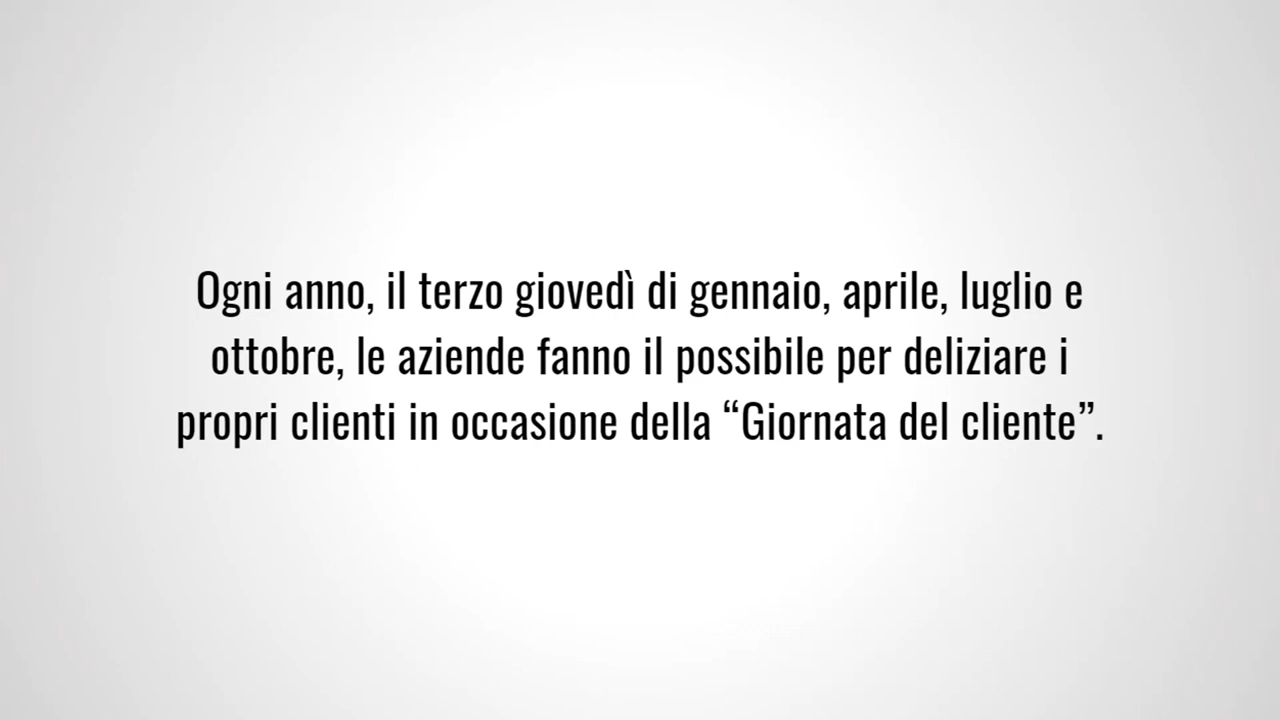 Ogni anno, il terzo giovedì di gennaio, aprile, luglio e
ottobre, le aziende fanno il possibile per deliziare i
propri clienti in occasione della “Giornata del cliente”.